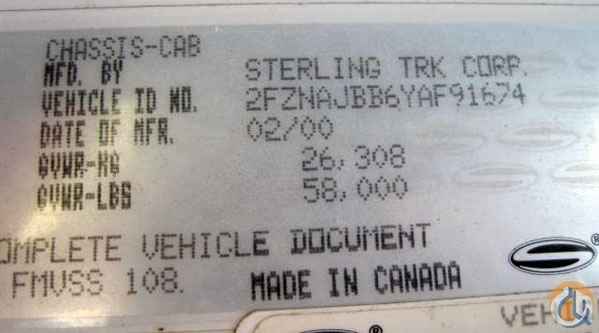 CHASSIS-CAB
MFD. BY STERLING TRK CORP.
VEHICLE ID NO. 2FZNAJBB6YAF91674
DATE OF MFR. 02/00
GVWR-KG 26,308
GVWR-LBS 58,000
OMPLETE VEHICLE DOCUMENT
FMVSS 108. MADE IN CANADA
®
VEH